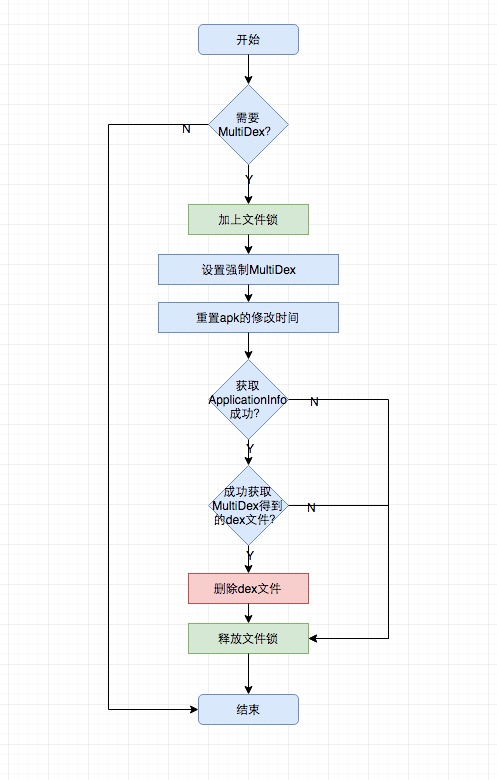 开始
需要
MultiDex?
N
Y
加上文件锁
设置强制MultiDex
重置apk的修改时间
获取
ApplicationInfo
成功?
N
Y
成功获取
MultiDex得到
的dex文件?
N
Y
删除dex文件
释放文件锁
结束